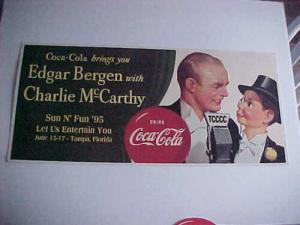 Coca-Cola brings you
Edgar Bergen with
Charlie McCarthy
Sun N' Fun '95
Let Us Entertain You
June 15-17 - Tampa, Florida
DRINK
Coca-Cola
TCCCC